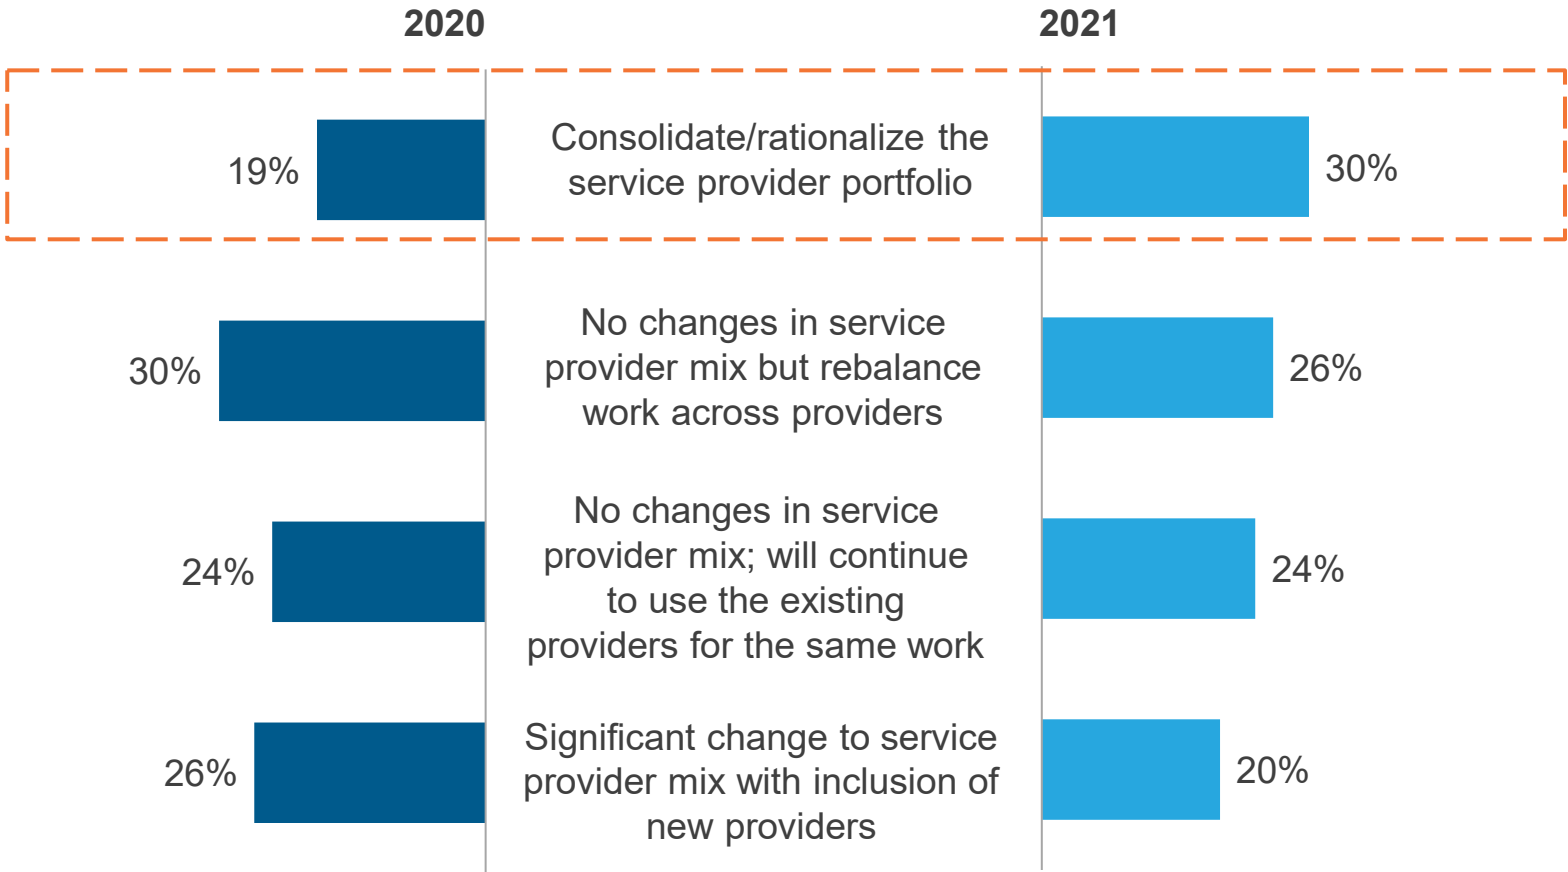 2020
2021
19%
Consolidate/rationalize the
service provider portfolio
30%
30%
No changes in service
provider mix but rebalance
work across providers
26%
24%
No changes in service
provider mix; will continue
to use the existing
providers for the same work
24%
26%
Significant change to service
provider mix with inclusion of
new providers
20%